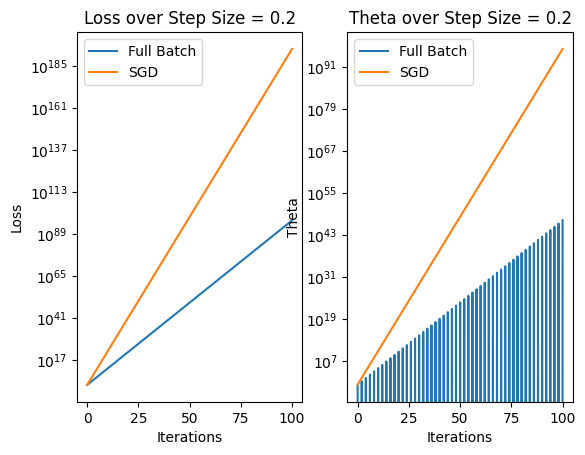 Loss over Step Size = 0.2
Full Batch
SGD
10^185
10^161
10^137
10^113
10^89
10^65
10^41
10^17
Loss
0 25 50 75 100
Iterations
Theta over Step Size = 0.2
Full Batch
SGD
10^91
10^79
10^67
10^55
10^43
10^31
10^19
10^7
Theta
0 25 50 75 100
Iterations